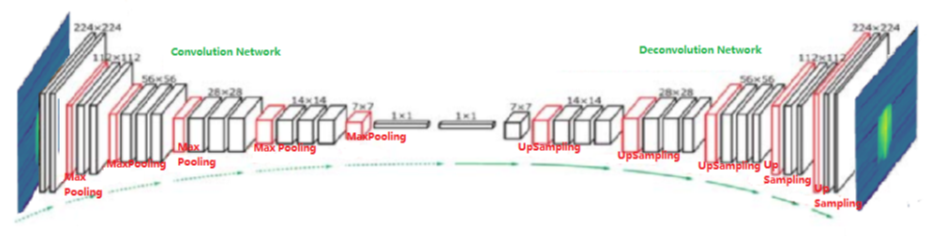 224×224
112×112
56×56
28×28
14×14
7×7
1×1
1×1
7×7
14×14
28×28
56×56
112×112
224×224
Convolution Network
Deconvolution Network
Max
Pooling
MaxPooling
Max
Pooling
Max Pooling
MaxPooling
UpSampling
UpSampling
UpSampling
Up
Sampling
Up
Sampling